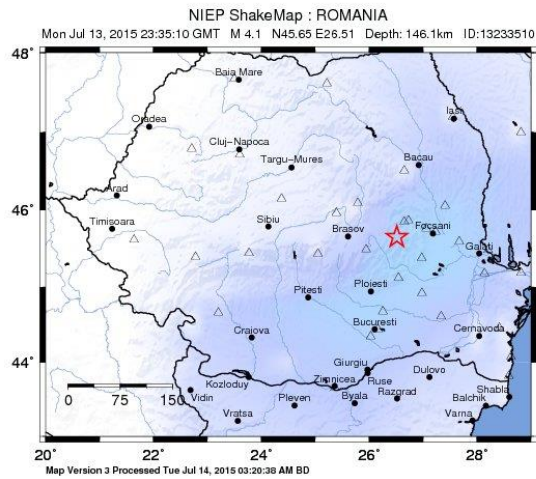 NIEP ShakeMap : ROMANIA
Mon Jul 13, 2015 23:35:10 GMT M 4.1 N45.65 E26.51 Depth: 146.1km ID:13233510
48°
Baia Mare
Oradea
Iasi
Cluj-Napoca
Targu-Mures
Bacau
Arad
46°
Timisoara
Sibiu
Brasov
Focsani
Galati
Ploiesti
Pitesti
Bucuresti
Craiova
Cernavoda
44°
Giurgiu
Kozloduy
Zimnicea
Ruse
Dulovo
Shabla
0 75 150
Vidin
Byala
Razgrad
Balchik
Pleven
Vratsa
Varna
20° 22° 24° 26° 28°
Map Version 3 Processed Tue Jul 14, 2015 03:20:38 AM BD